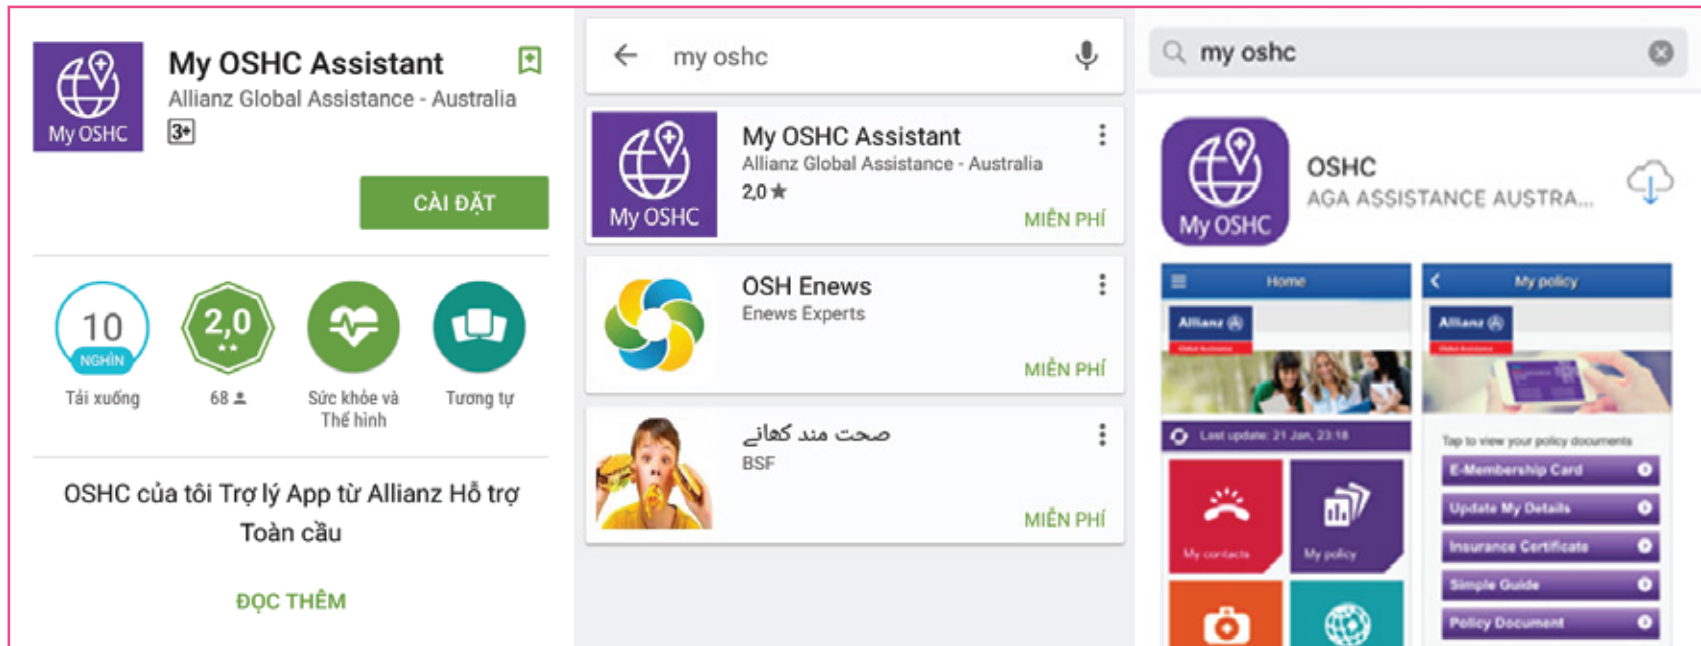 My OSHC
My OSHC Assistant
Allianz Global Assistance - Australia
3+
CÀI ĐẶT
10
NGHÌN
Tải xuống
2,0
68
Sức khỏe và
Thể hình
Tương tự
OSHC của tôi Trợ lý App từ Allianz Hỗ trợ
Toàn cầu
ĐỌC THÊM
my oshc
My OSHC
My OSHC Assistant
Allianz Global Assistance - Australia
2,0
MIỄN PHÍ
OSH Enews
Enews Experts
MIỄN PHÍ
صحت مند کھانے
BSF
MIỄN PHÍ
my oshc
My OSHC
OSHC
AGA ASSISTANCE AUSTRA...
Home
Allianz
Global Assistance
Last update: 21 Jan, 23:18
My contacts
My policy
My policy
Allianz
Global Assistance
Tap to view your policy documents
E-Membership Card
Update My Details
Insurance Certificate
Simple Guide
Policy Document